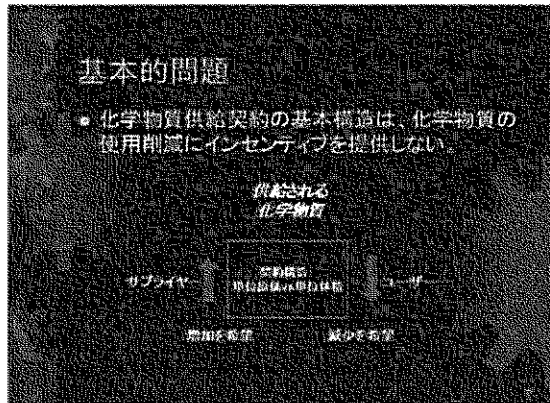 基本的問題
• 化学物質供給契約の基本構造は、化学物質の
使用削減にインセンティブを提供しない.
供給される
化学物質
サプライヤ
契約構造
ユーザー
増加を希望
減少を希望